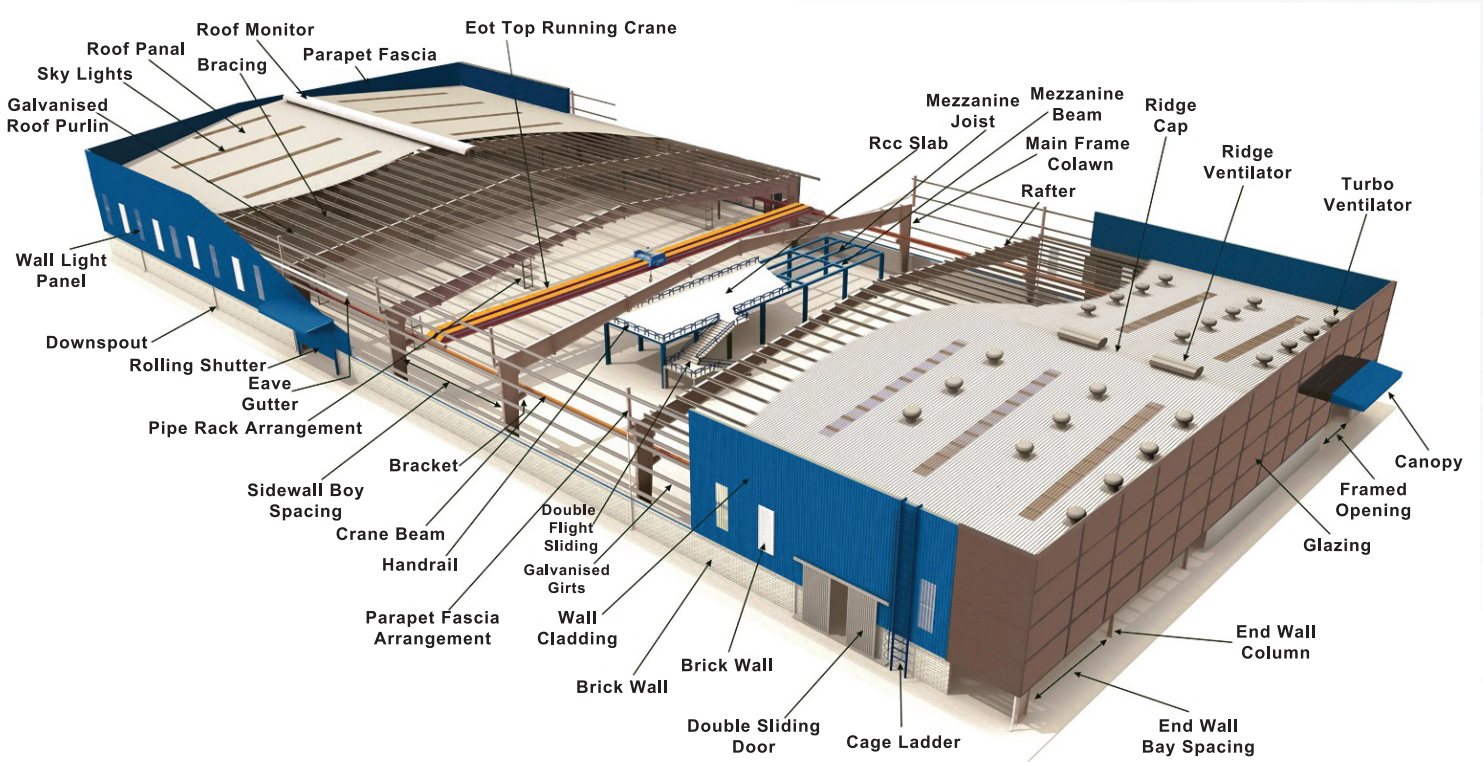 Roof Monitor
Eot Top Running Crane
Roof Panal
Parapet Fascia
Sky Lights
Bracing
Galvanised
Roof Purlin
Mezzanine
Joist
Mezzanine
Beam
Ridge
Cap
Rcc Slab
Main Frame
Colawn
Ridge
Ventilator
Rafter
Turbo
Ventilator
Wall Light
Panel
Downspout
Rolling Shutter
Eave
Gutter
Pipe Rack Arrangement
Bracket
Sidewall Boy
Spacing
Crane Beam
Handrail
Double
Flight
Sliding
Galvanised
Girts
Parapet Fascia
Arrangement
Wall
Cladding
Brick Wall
Brick Wall
Double Sliding
Door
Cage Ladder
Canopy
Framed
Opening
Glazing
End Wall
Column
End Wall
Bay Spacing